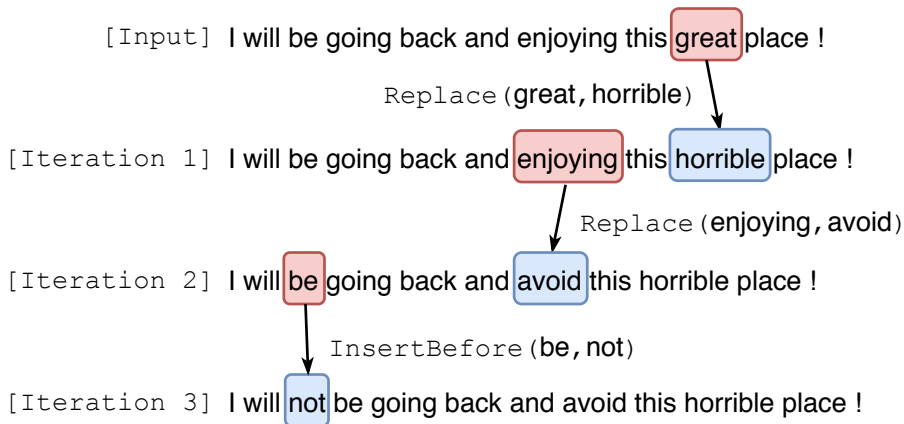 [Input] I will be going back and enjoying this great place !
Replace(great,horrible)
[Iteration 1] I will be going back and enjoying this horrible place !
Replace(enjoying,avoid)
[Iteration 2] I will be going back and avoid this horrible place !
InsertBefore(be,not)
[Iteration 3] I will not be going back and avoid this horrible place !